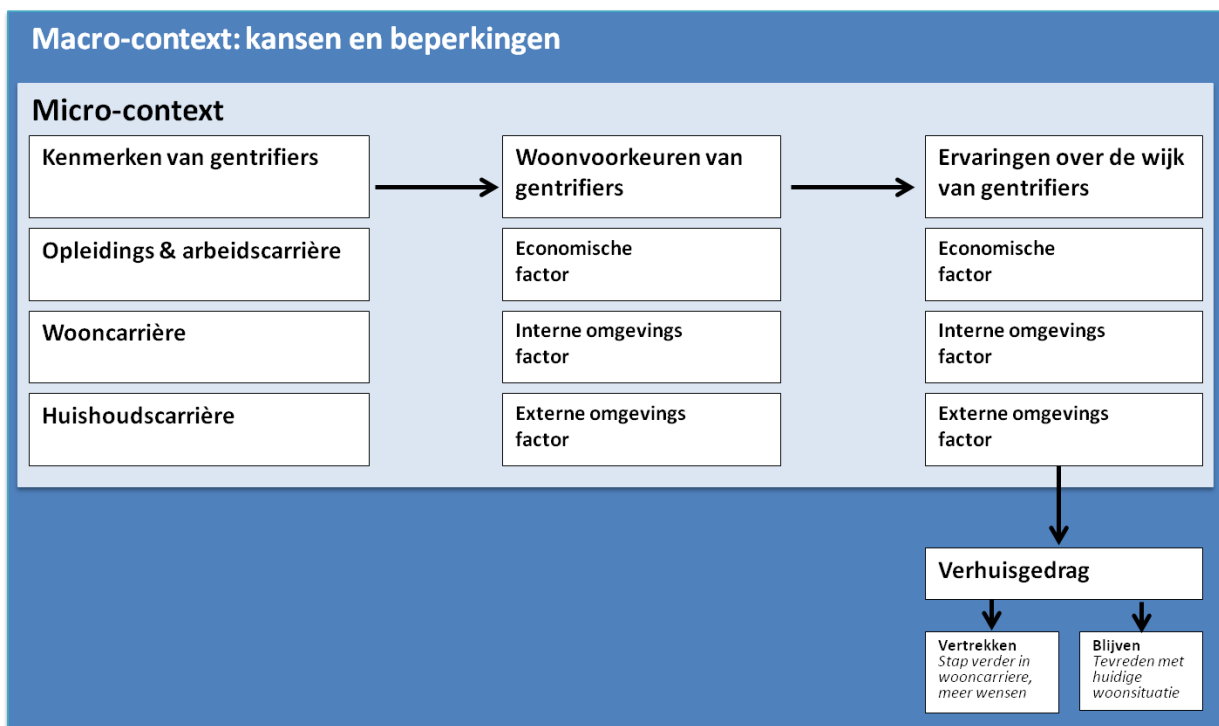 Macro-context: kansen en beperkingen
Micro-context
Kenmerken van gentrifiers
Opleidings & arbeidscarrière
Wooncarrière
Huishoudscarrière
Woonvoorkeuren van
gentrifiers
Economische
factor
Interne omgevings
factor
Externe omgevings
factor
Ervaringen over de wijk
van gentrifiers
Economische
factor
Interne omgevings
factor
Externe omgevings
factor
Verhuisgedrag
Vertrekken
Stap verder in
wooncarriere,
meer wensen
Blijven
Tevreden met
huidige
woonsituatie